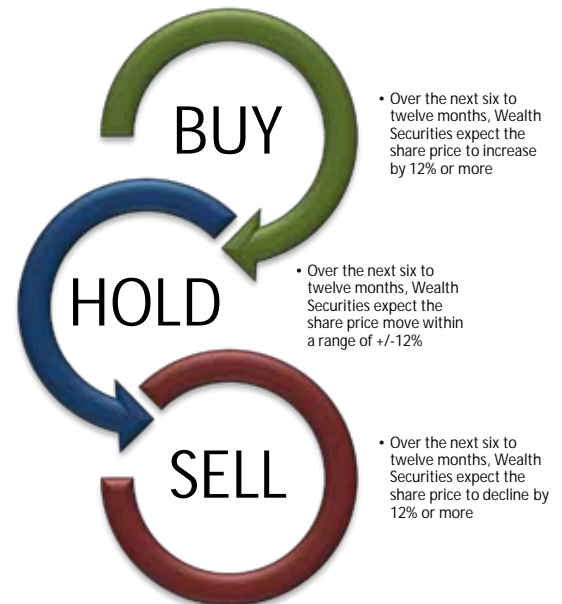 BUY
• Over the next six to
twelve months, Wealth
Securities expect the
share price to increase
by 12% or more
HOLD
• Over the next six to
twelve months, Wealth
Securities expect the
share price move within
a range of +/-12%
SELL
• Over the next six to
twelve months, Wealth
Securities expect the
share price to decline by
12% or more